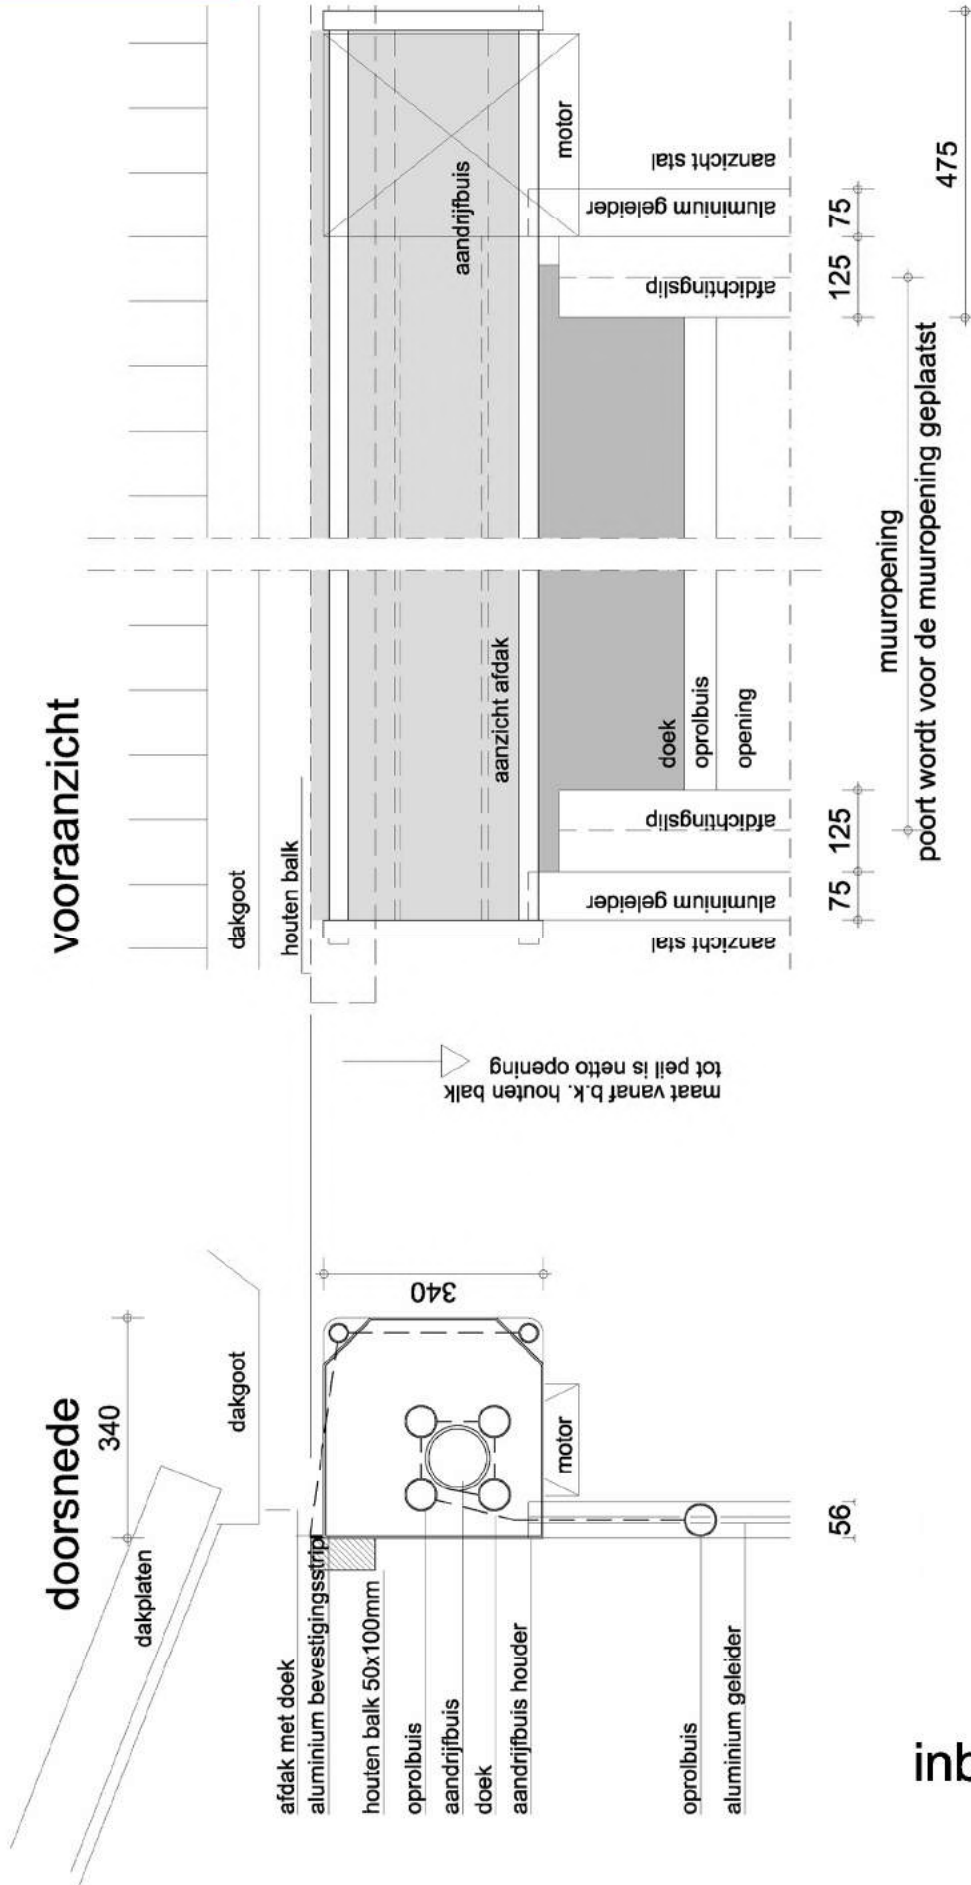 doorsnede
340
dakplaten
dakgoot
afdak met doek
aluminium bevestigingsstrip
houten balk 50x100mm
oprolbuis
aandrijfbuis
doek
aandrijfbuis houder
oprolbuis
aluminium geleider
motor
340
56
maat vanaf b.k. houten balk
tot peil is netto opening
vooraanzicht
dakgoot
houten balk
aanzicht afdak
aandrijfbuis
motor
doek
oprolbuis
opening
aanzicht stal
aluminium geleider
afdichtingslip
afdichtingslip
aluminium geleider
aanzicht stal
75
125
125
75
475
muuropening
poort wordt voor de muuropening geplaatst
inb